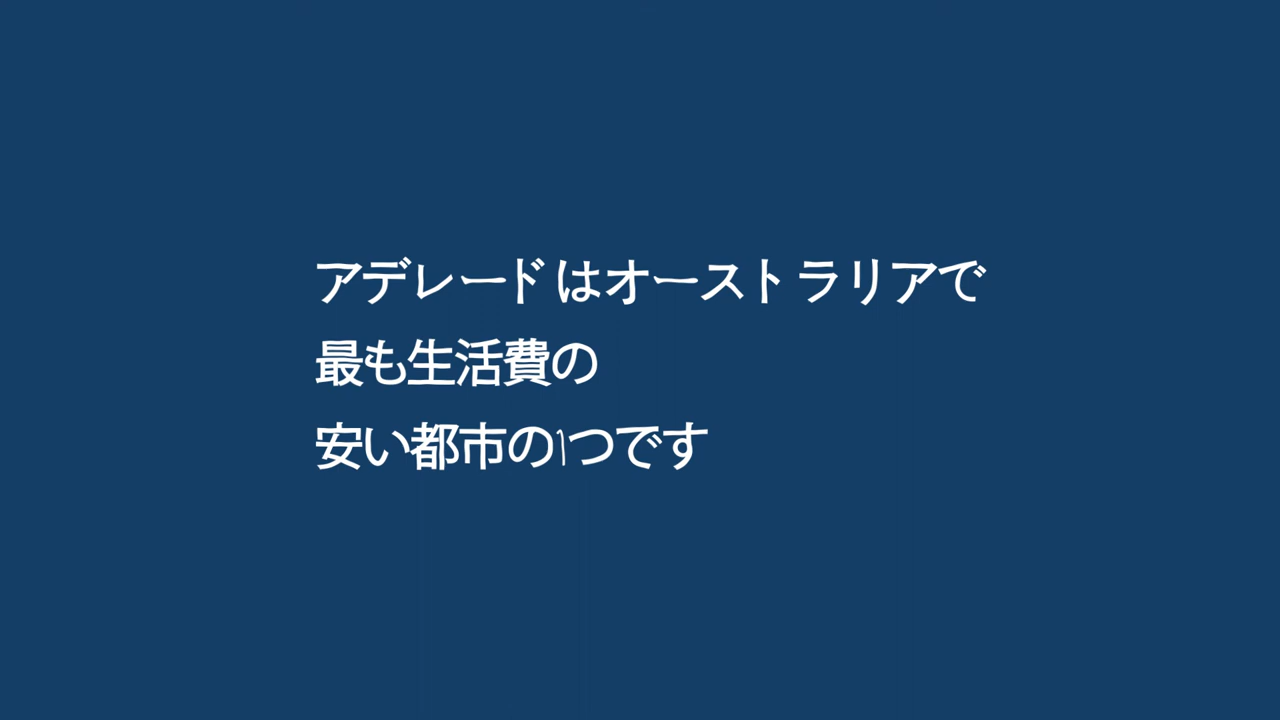 アデレードはオーストラリアで
最も生活費の
安い都市の1つです